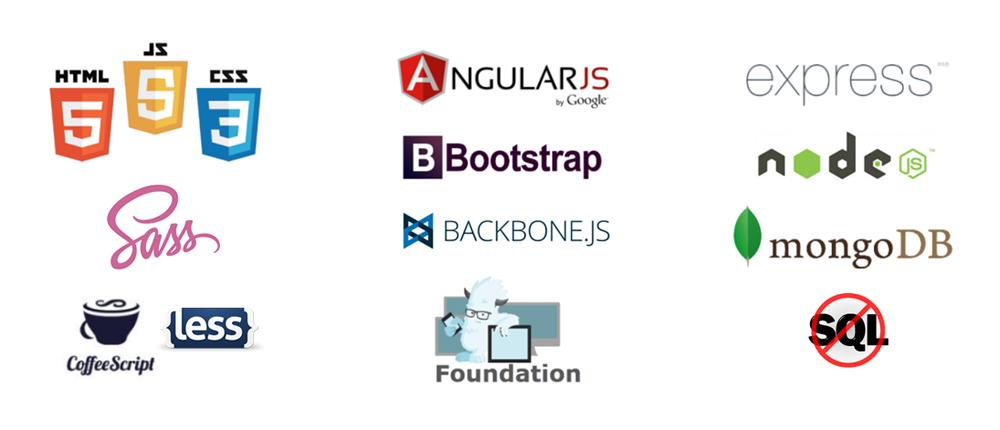 JS
HTML
CSS
5
5
3
Sass
CoffeeScript
{less}
ANGULARJS
by Google
B Bootstrap
BACKBONE.JS
Foundation
express
node JS ™
mongoDB
SQL